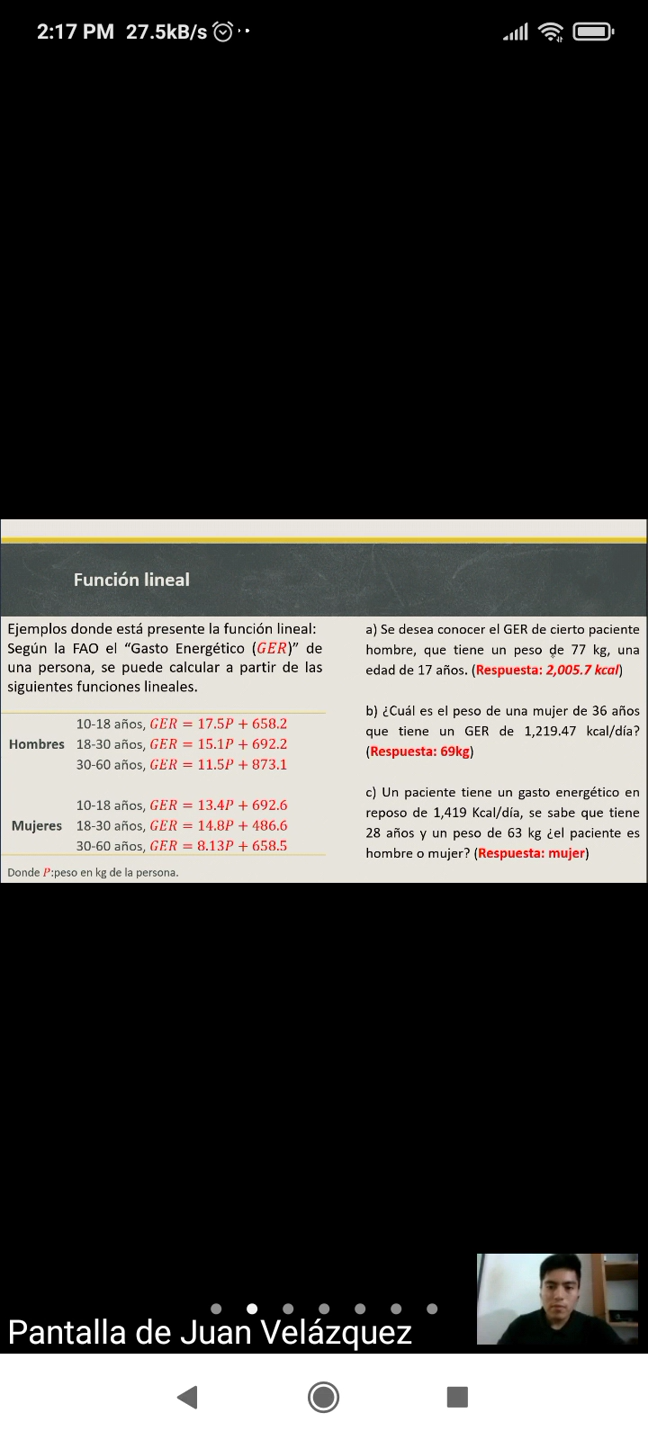 2:17 PM 27.5kB/s
Función lineal
Ejemplos donde está presente la función lineal:
Según la FAO el “Gasto Energético (GER)” de
una persona, se puede calcular a partir de las
siguientes funciones lineales.
Hombres
10-18 años, GER = 17.5P + 658.2
18-30 años, GER = 15.1P + 692.2
30-60 años, GER = 11.5P + 873.1
Mujeres
10-18 años, GER = 13.4P + 692.6
18-30 años, GER = 14.8P + 486.6
30-60 años, GER = 8.13P + 658.5
Donde P:peso en kg de la persona.
a) Se desea conocer el GER de cierto paciente
hombre, que tiene un peso de 77 kg, una
edad de 17 años. (Respuesta: 2,005.7 kcal)
b) ¿Cuál es el peso de una mujer de 36 años
que tiene un GER de 1,219.47 kcal/día?
(Respuesta: 69kg)
c) Un paciente tiene un gasto energético en
reposo de 1,419 Kcal/día, se sabe que tiene
28 años y un peso de 63 kg ¿el paciente es
hombre o mujer? (Respuesta: mujer)
Pantalla de Juan Velázquez